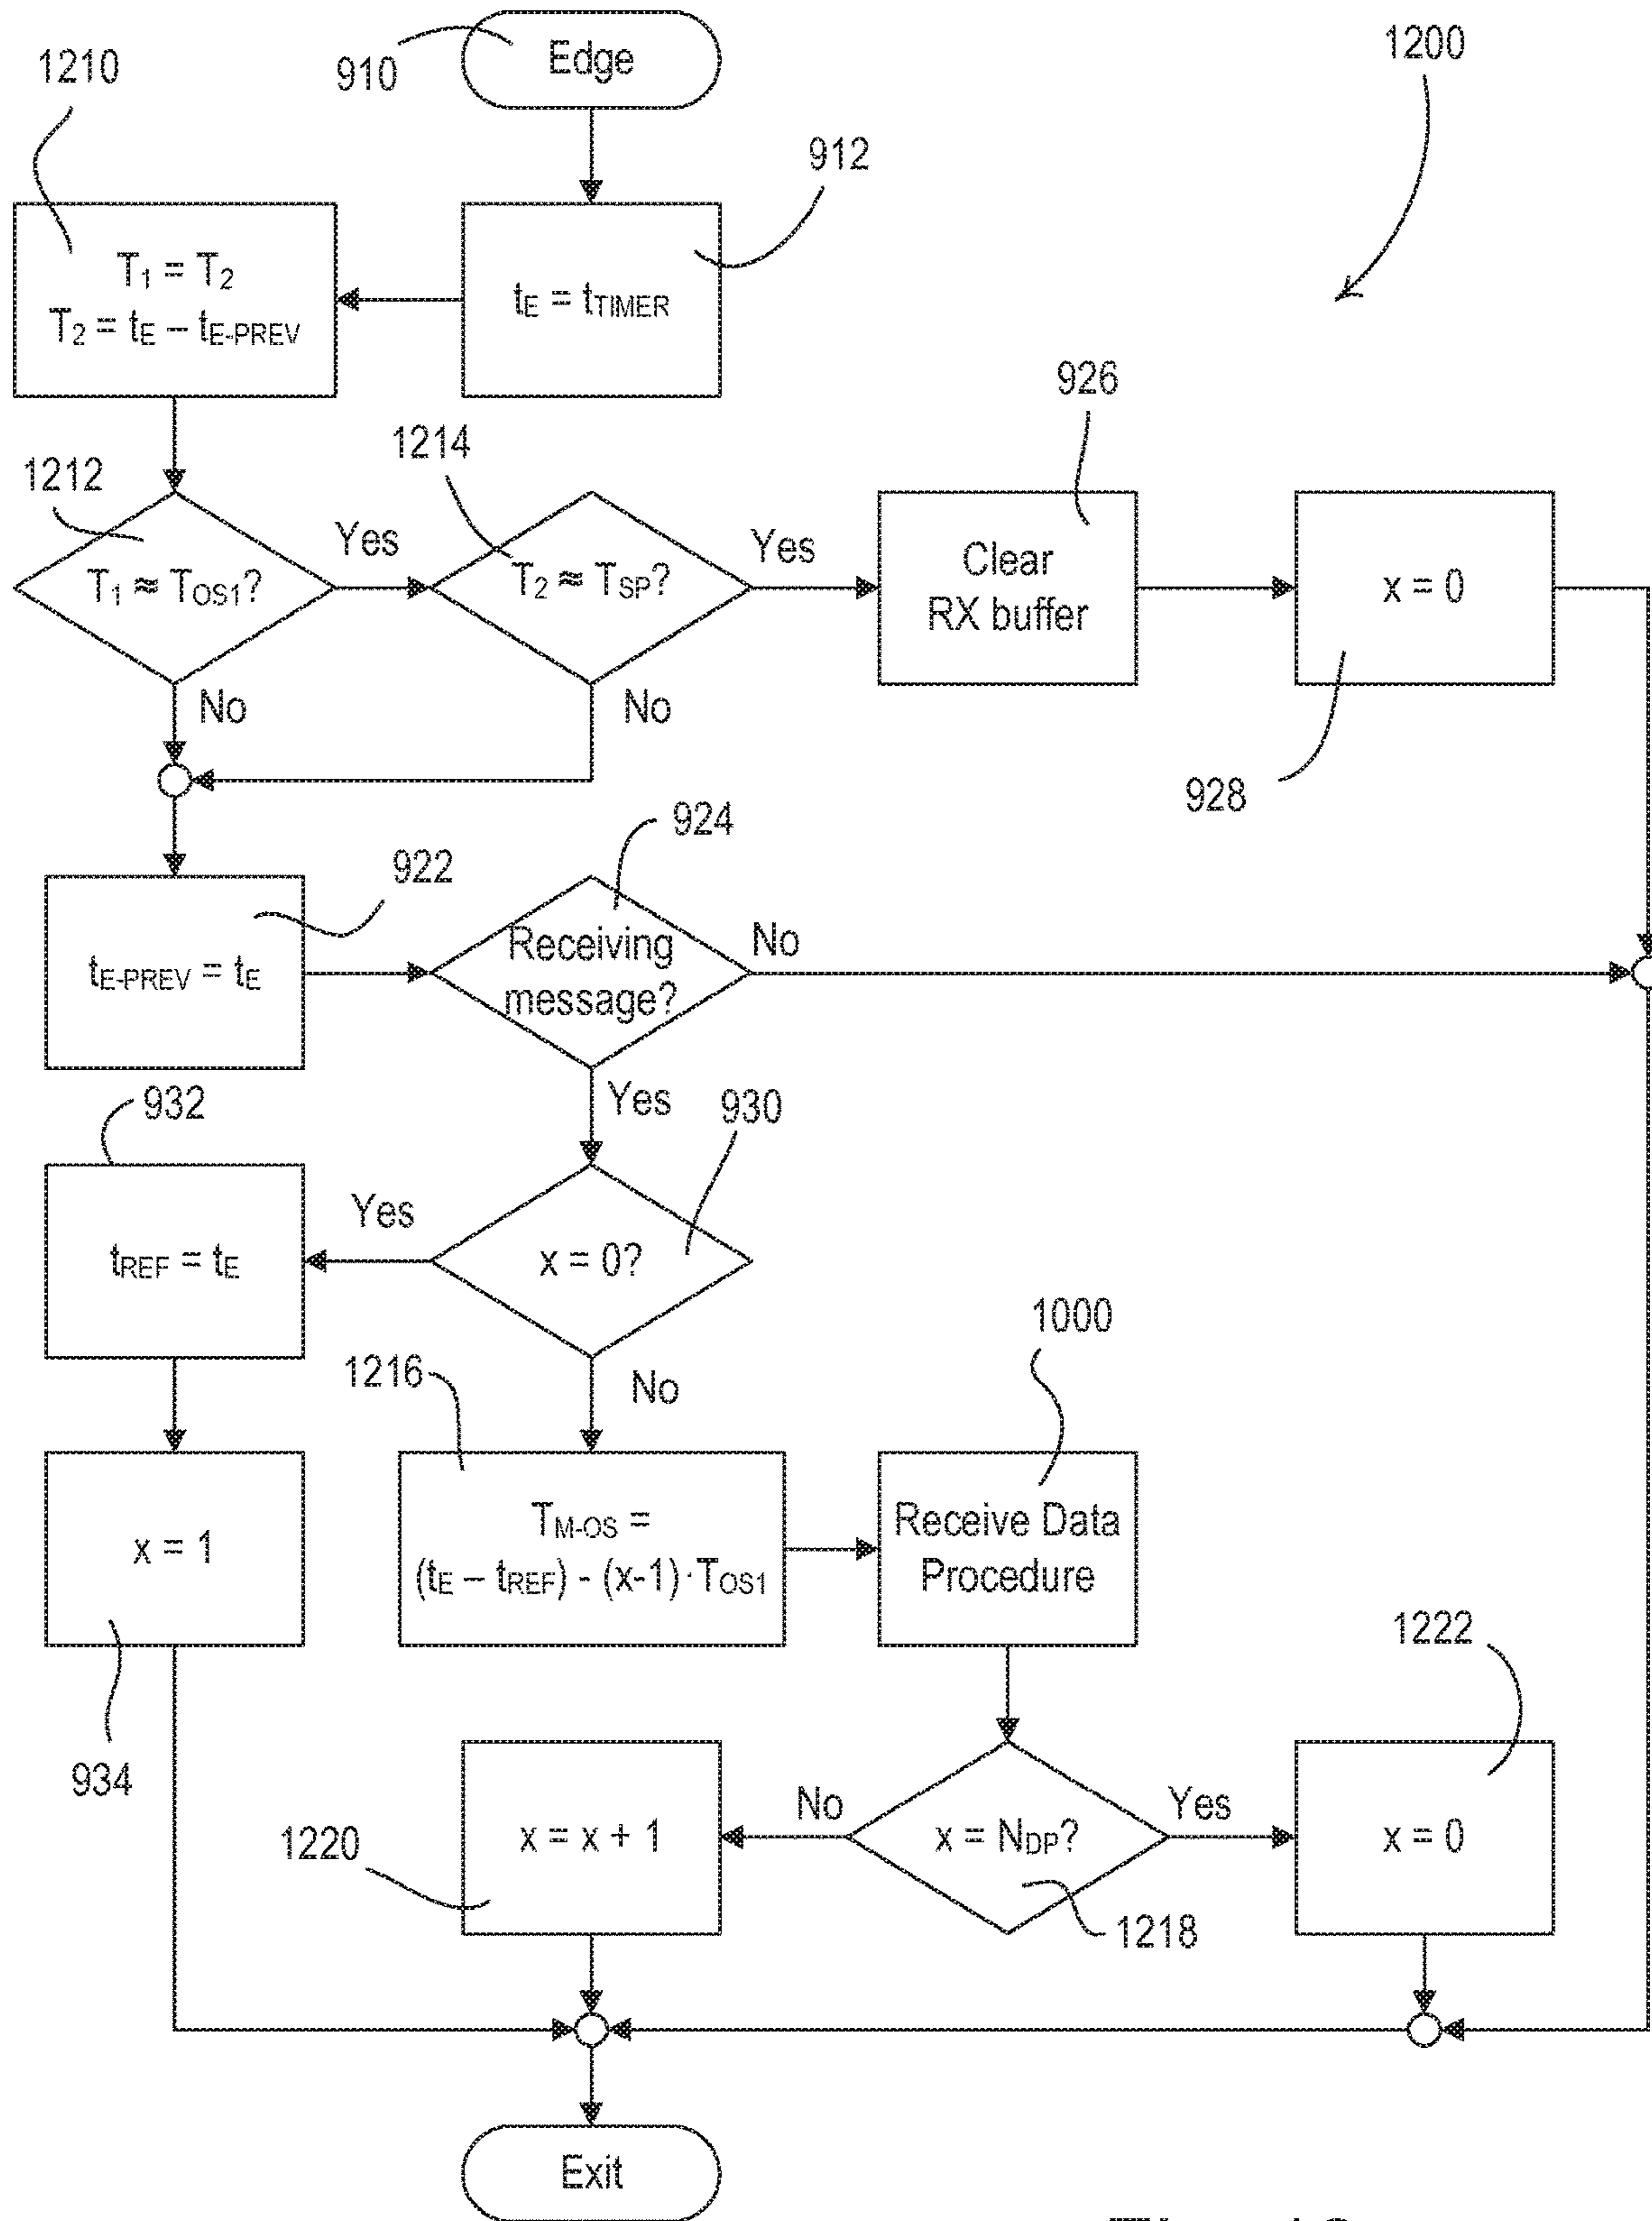 Edge
910
1200
1210
912
T1 = T2
T2 = tE – tE-PREV
tE = tTIMER
926
1214
1212
Yes
Yes
T1 ≈ TOS1?
T2 ≈ TSP?
Clear
RX buffer
x = 0
No
No
928
924
922
tE-PREV = tE
Receiving
message?
No
Yes
932
930
Yes
tREF = tE
x = 0?
1000
1216
No
x = 1
TM-OS =
(tE – tREF) - (x-1) · TOS1
Receive Data
Procedure
1222
934
No
Yes
1220
x = x + 1
x = NDP?
x = 0
1218
Exit